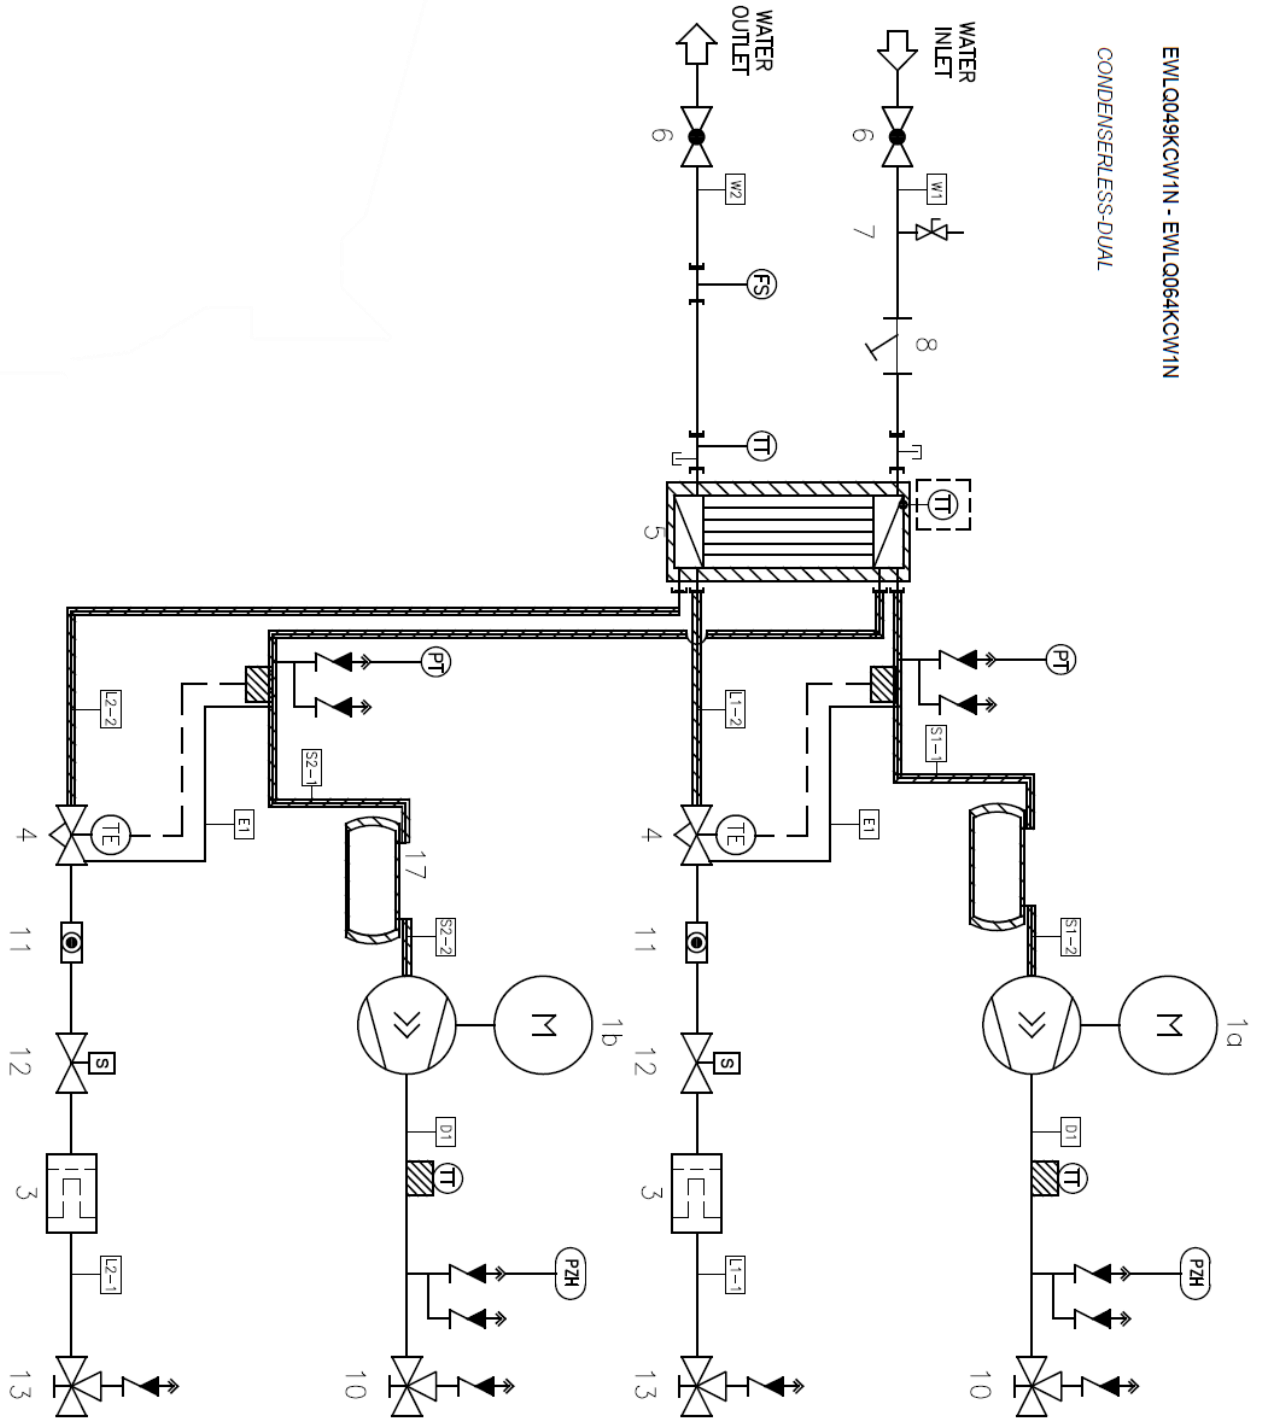 EWLQ049KCW1N - EWLQ064KCW1N
CONDENSERLESS-DUAL
WATER
INLET
WATER
OUTLET
6
6
W1
W2
7
FS
8
TT
TT
5
PT
PT
L2-2
L1-2
S1-1
S2-1
E1
E1
4
TE
4
TE
17
S2-2
S1-2
11
11
M
1b
M
1a
12
S
12
S
D1
D1
TT
TT
3
3
L2-1
PZH
L1-1
PZH
13
10
13
10